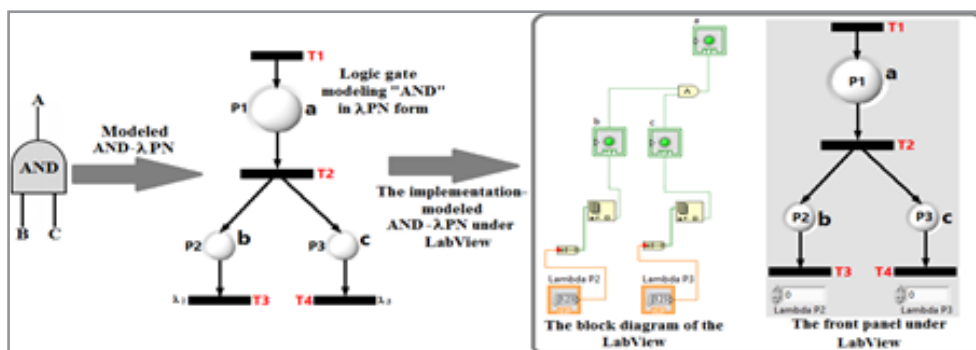 A
AND
B C
Modeled
AND-λPN
T1
P1 a
Logic gate
modeling "AND"
in λPN form
T2
P2 b
P3 c
T3
T4
The implementation-
modeled
AND-λPN under
LabView
a
b
c
Lambda P2
Lambda P3
The block diagram of the
LabView
T1
P1 a
T2
P2 b
P3 c
T3
T4
0
0
Lambda P2
Lambda P3
The front panel under
LabView